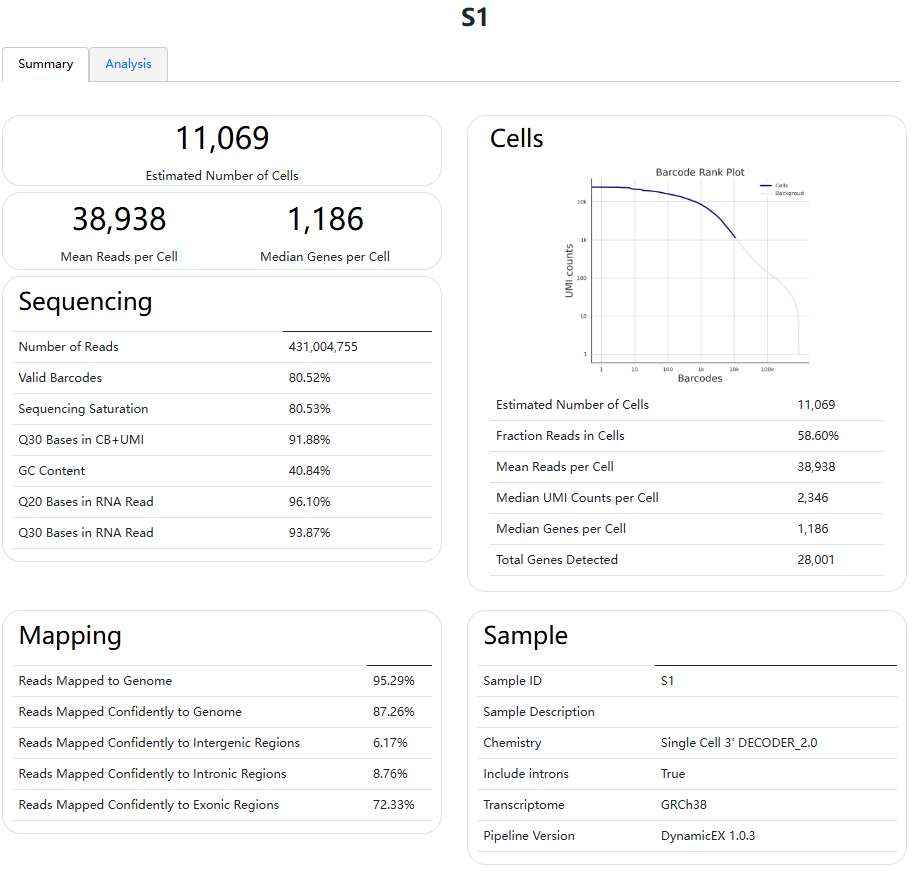 S1
Summary
Analysis
11,069
Estimated Number of Cells
38,938
1,186
Mean Reads per Cell
Median Genes per Cell
Sequencing
Number of Reads 431,004,755
Valid Barcodes 80.52%
Sequencing Saturation 80.53%
Q30 Bases in CB+UMI 91.88%
GC Content 40.84%
Q20 Bases in RNA Read 96.10%
Q30 Bases in RNA Read 93.87%
Cells
Barcode Rank Plot
Cells
Backgroud
10k
1k
100
10
1
UMI counts
1 10 100 1k 10k 100k
Barcodes
Estimated Number of Cells 11,069
Fraction Reads in Cells 58.60%
Mean Reads per Cell 38,938
Median UMI Counts per Cell 2,346
Median Genes per Cell 1,186
Total Genes Detected 28,001
Mapping
Reads Mapped to Genome 95.29%
Reads Mapped Confidently to Genome 87.26%
Reads Mapped Confidently to Intergenic Regions 6.17%
Reads Mapped Confidently to Intronic Regions 8.76%
Reads Mapped Confidently to Exonic Regions 72.33%
Sample
Sample ID S1
Sample Description
Chemistry Single Cell 3' DECODER_2.0
Include introns True
Transcriptome GRCh38
Pipeline Version DynamicEX 1.0.3